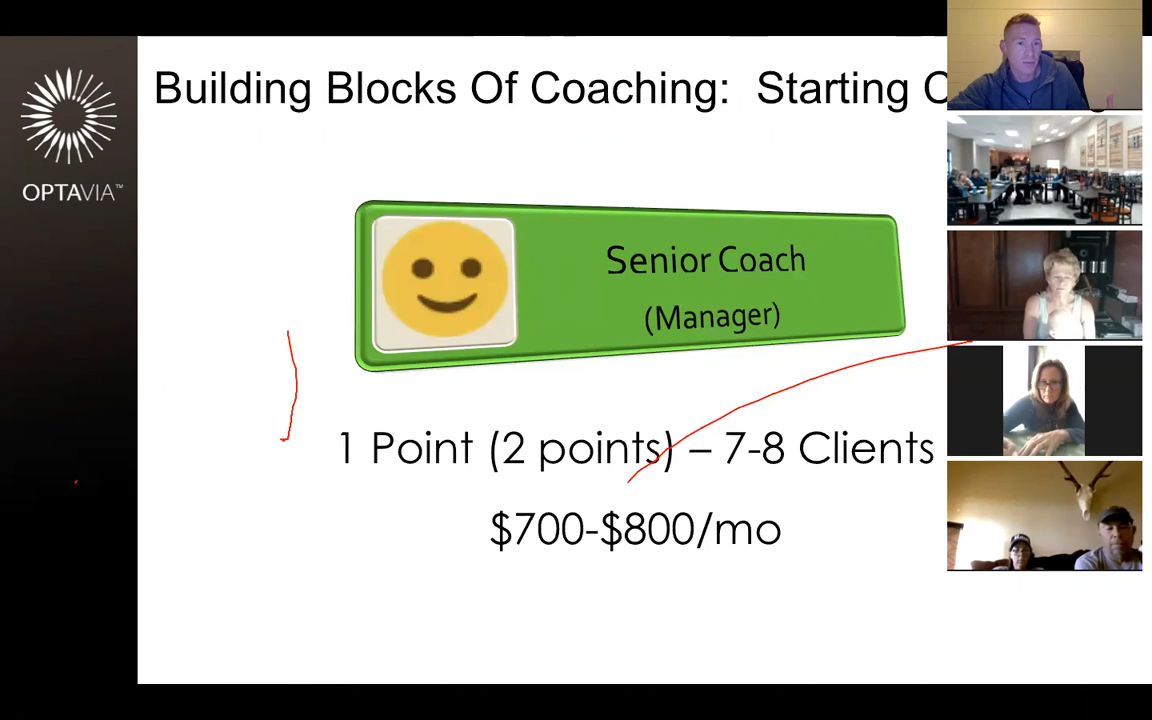 Building Blocks Of Coaching: Starting
OPTAVIA™
Senior Coach
(Manager)
1 Point (2 points) – 7-8 Clients
$700-$800/mo